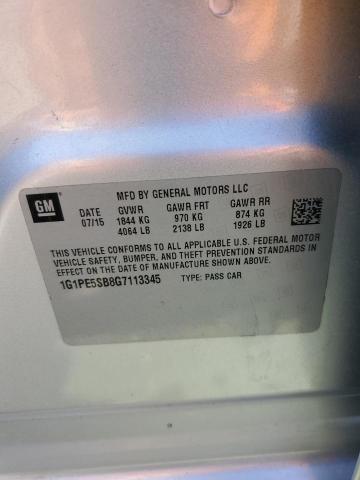 MFD BY GENERAL MOTORS LLC
GM
DATE GVWR GAWR FRT GAWR RR
07/15 1844 KG 970 KG 874 KG
4064 LB 2138 LB 1926 LB
THIS VEHICLE CONFORMS TO ALL APPLICABLE U.S. FEDERAL MOTOR
VEHICLE SAFETY, BUMPER, AND THEFT PREVENTION STANDARDS IN
EFFECT ON THE DATE OF MANUFACTURE SHOWN ABOVE.
1G1PE5SB8G7113345 TYPE: PASS CAR